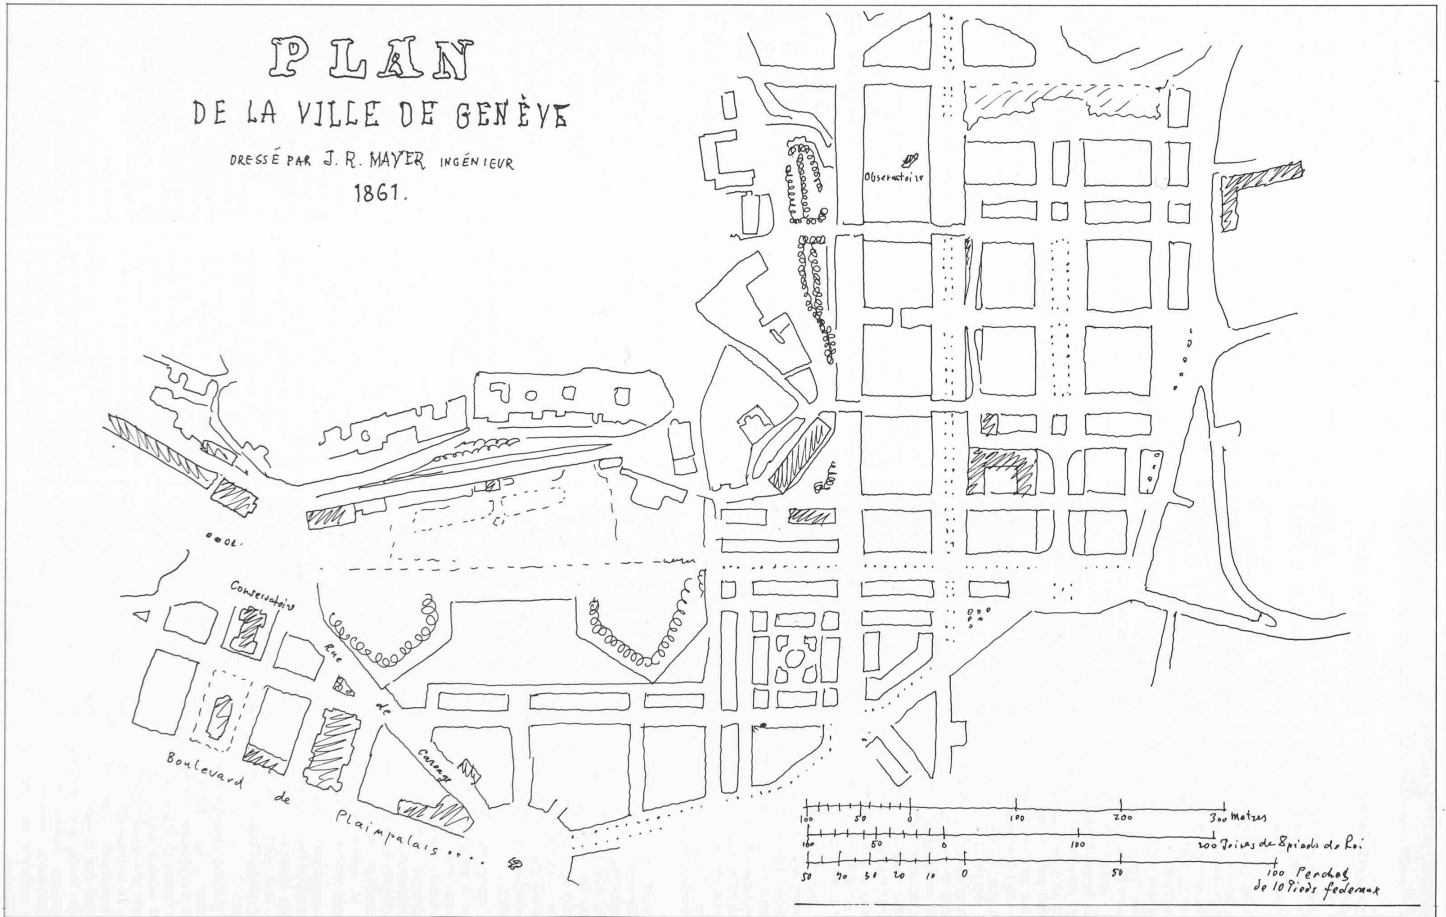 PLAN
DE LA VILLE DE GENÈVE
DRESSÉ PAR J. R. MAYER INGÉNIEUR
1861.
Observatoire
Conservatoire
Rue
de
Carouge
Boulevard
de
Plaimpalais
100 50 0 100 200 300 Metres
100 50 0 100 200 Toises de 8 pieds de Roi
50 40 30 20 10 0 50 100 Perches
de 10 Pieds federaux